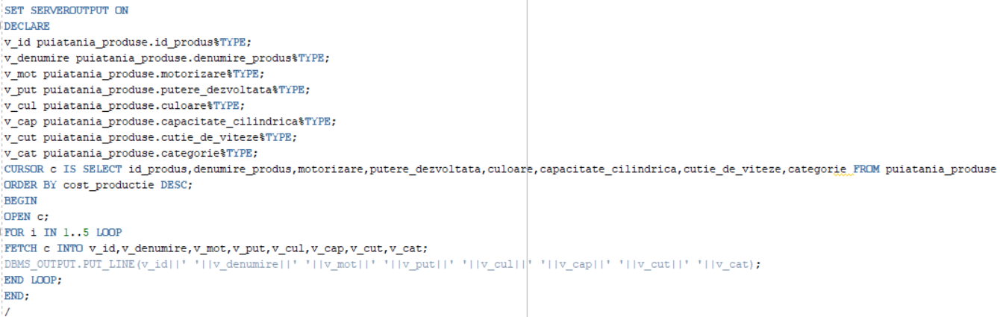 SET SERVEROUTPUT ON
DECLARE
v_id puiatania_produse.id_produs%TYPE;
v_denumire puiatania_produse.denumire_produs%TYPE;
v_mot puiatania_produse.motorizare%TYPE;
v_put puiatania_produse.putere_dezvoltata%TYPE;
v_cul puiatania_produse.culoare%TYPE;
v_cap puiatania_produse.capacitate_cilindrica%TYPE;
v_cut puiatania_produse.cutie_de_viteze%TYPE;
v_cat puiatania_produse.categorie%TYPE;
CURSOR c IS SELECT id_produs,denumire_produs,motorizare,putere_dezvoltata,culoare,capacitate_cilindrica,cutie_de_viteze,categorie FROM puiatania_produse
ORDER BY cost_productie DESC;
BEGIN
OPEN c;
FOR i IN 1..5 LOOP
FETCH c INTO v_id,v_denumire,v_mot,v_put,v_cul,v_cap,v_cut,v_cat;
DBMS_OUTPUT.PUT_LINE(v_id||' '||v_denumire||' '||v_mot||' '||v_put||' '||v_cul||' '||v_cap||' '||v_cut||' '||v_cat);
END LOOP;
END;
/